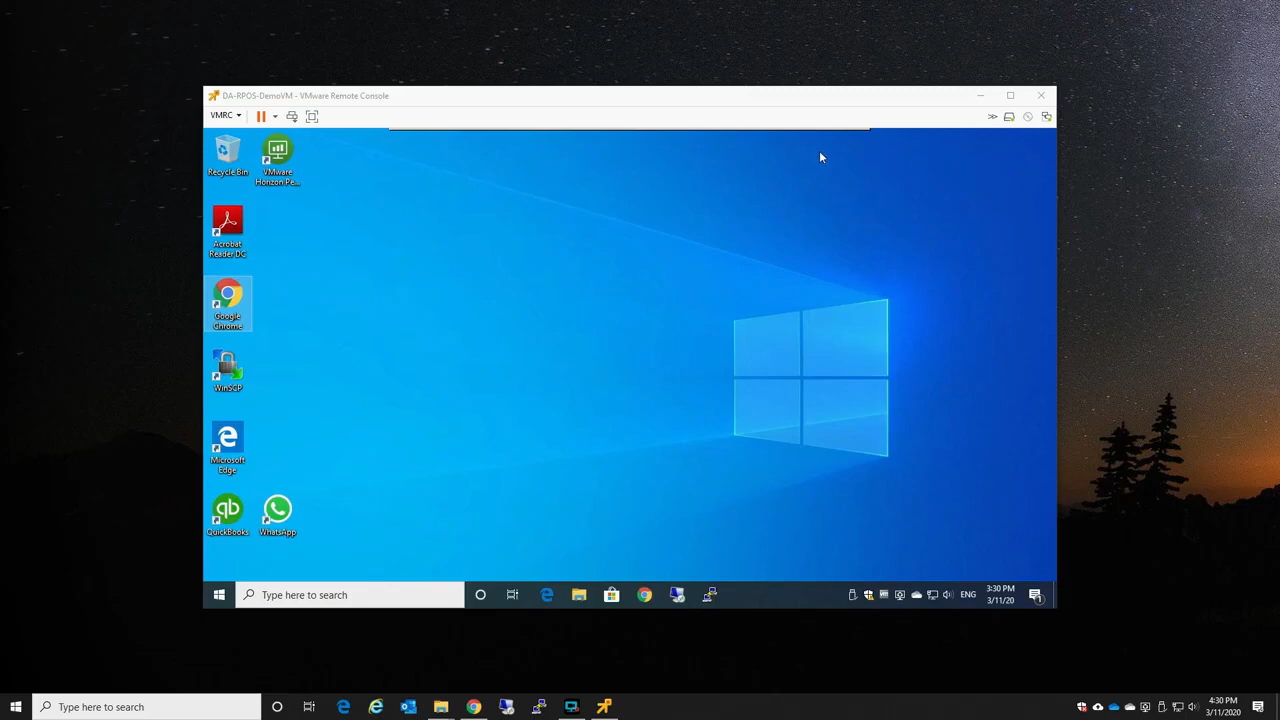 DA-RPOS-DemoVM - VMware Remote Console
VMRC
Recycle Bin
VMware
Horizon Pe...
Acrobat
Reader DC
Google
Chrome
WinSCP
Microsoft
Edge
qb
QuickBooks
WhatsApp
Type here to search
ENG
3:30 PM
3/11/20
1
Type here to search
4:30 PM
3/11/2020